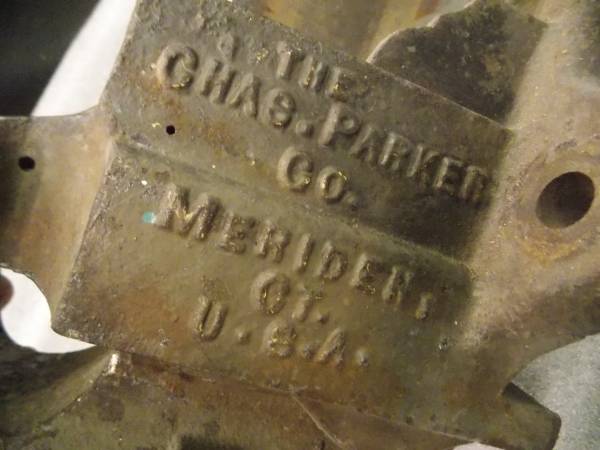 THE
CHAS. PARKER
CO.
MERIDEN,
CT.
U.S.A.